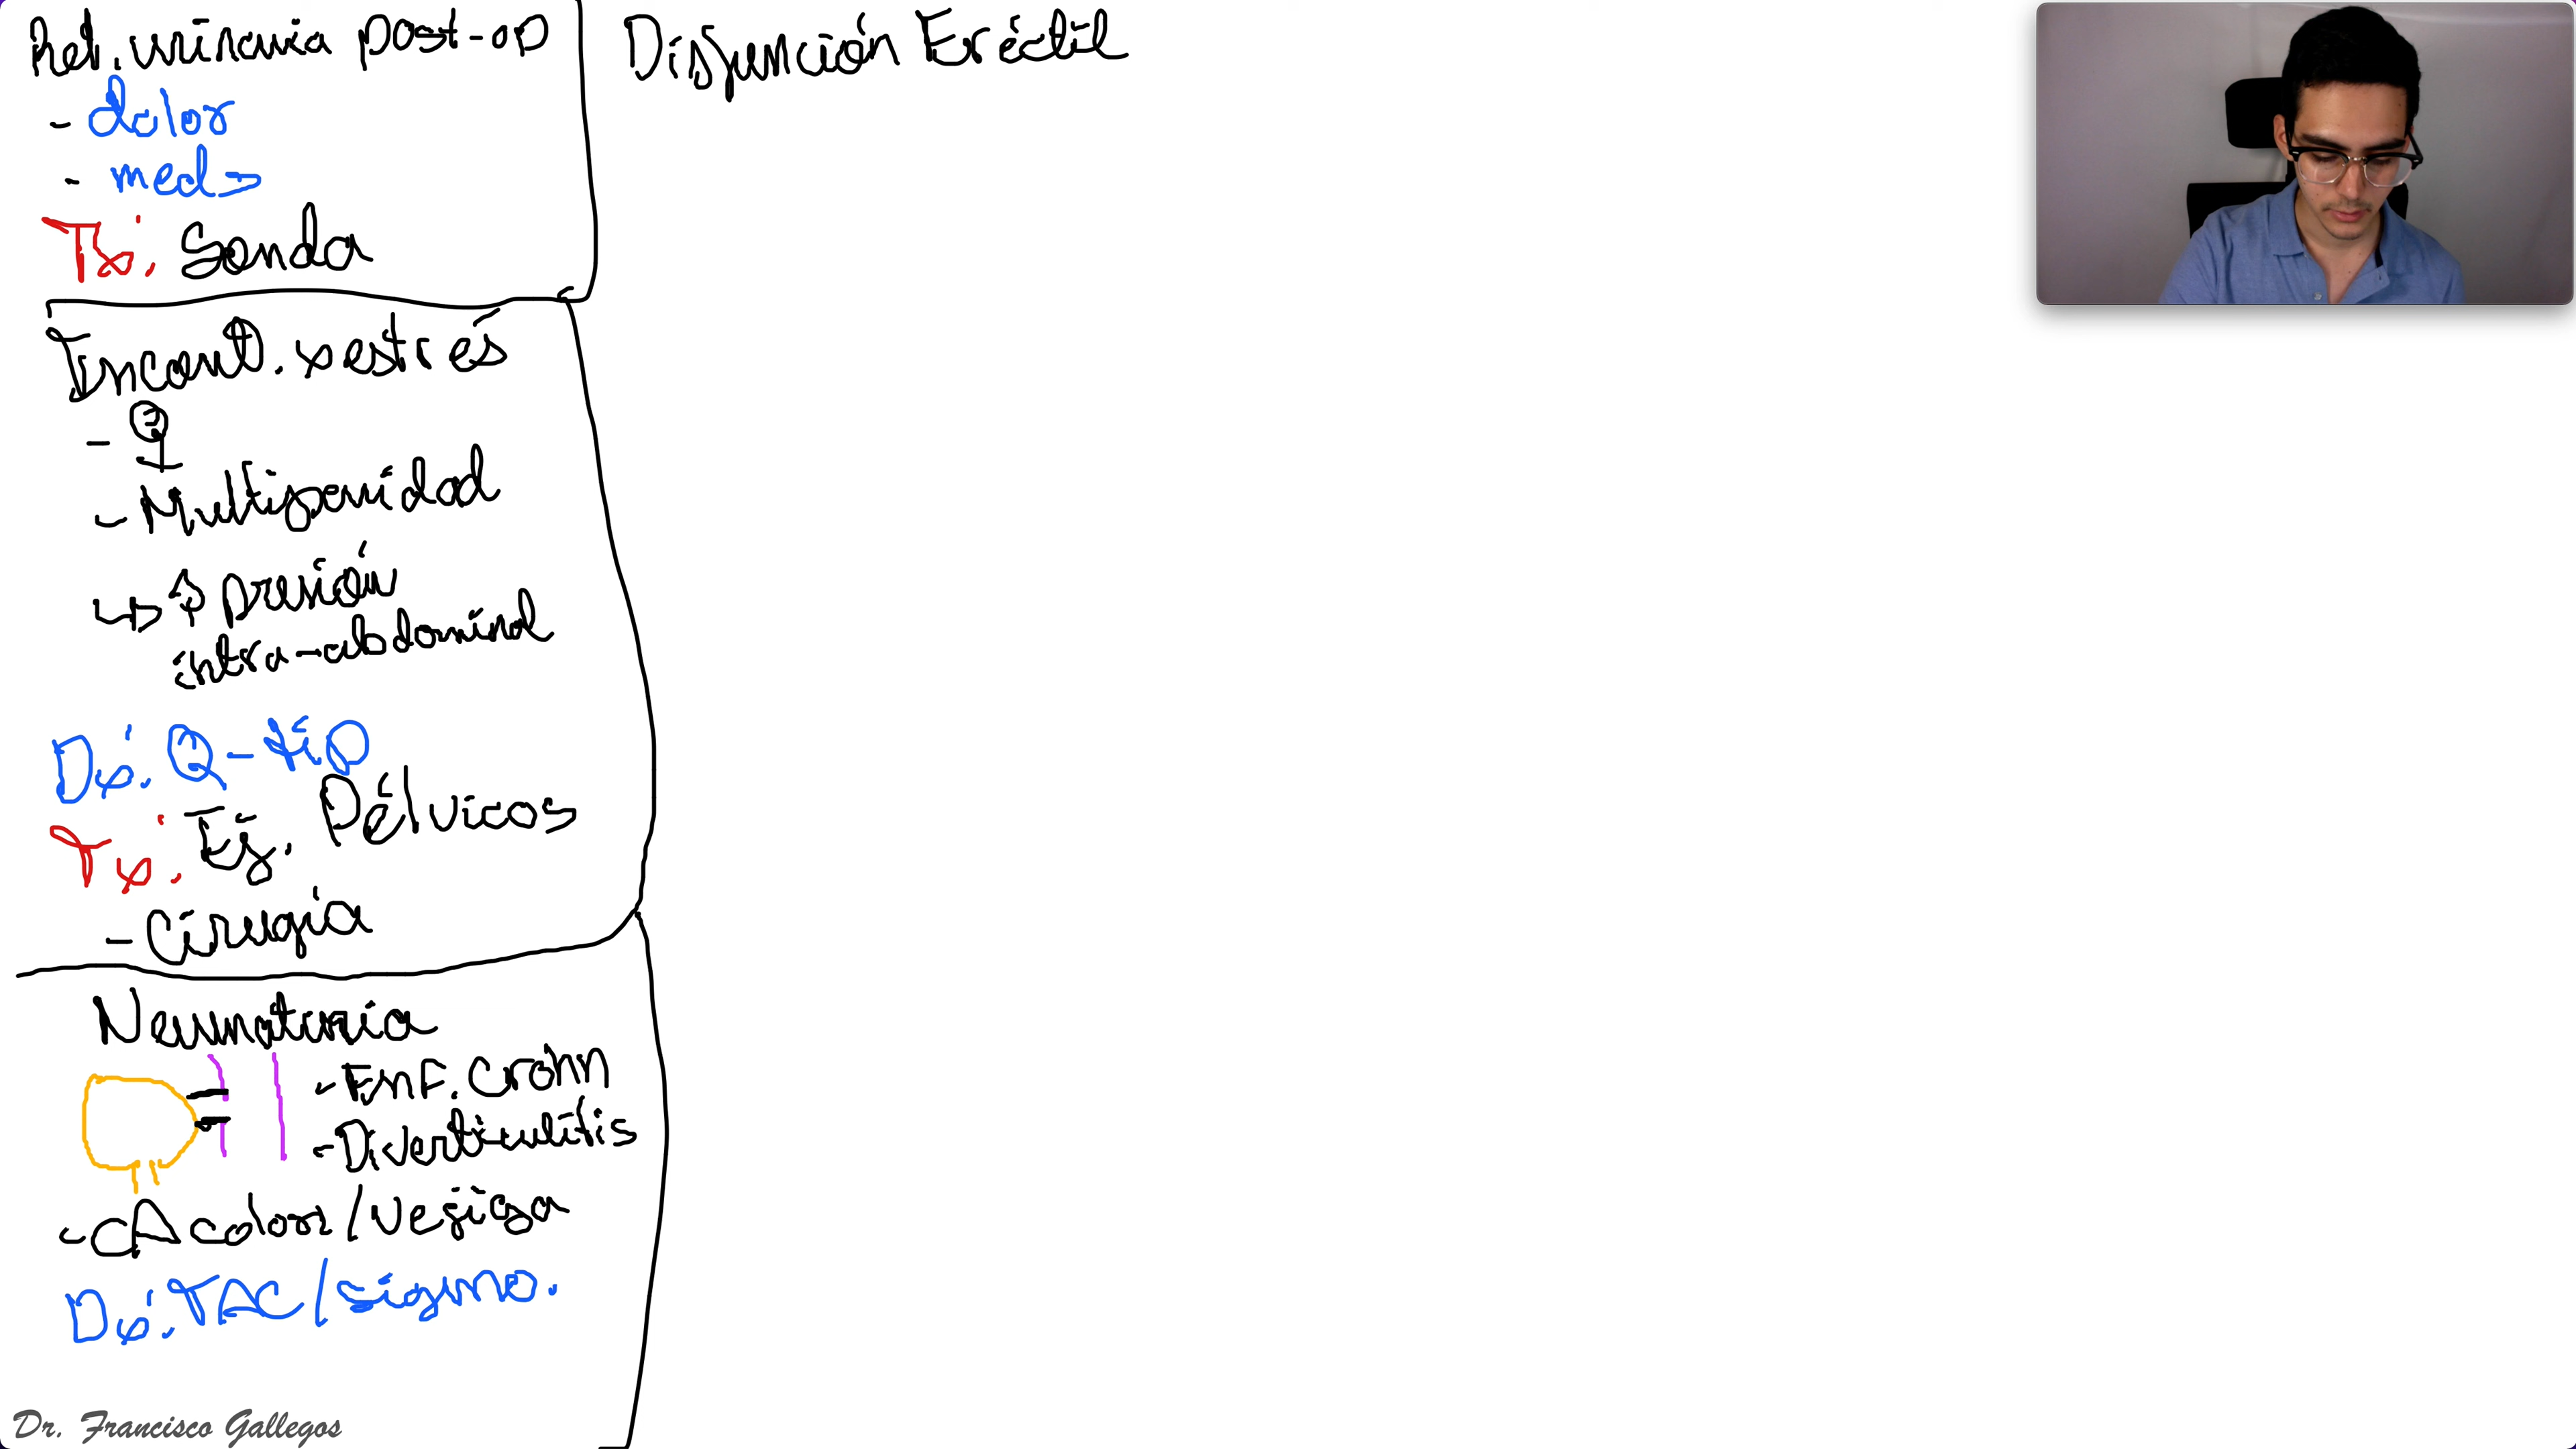 Ret. urinaria post-op
- dolor
- meds
Tx: Sonda
Incont. x estrés
- ♀
- Multiparidad
↳ ↑ presión
intra-abdominal
Dx: Q-tip
Tx: Ej. Pélvicos
- Cirugía
Neumaturia
- Enf. Crohn
- Diverticulitis
- CA colon/vejiga
Dx: TAC/sigmo.
Disfunción Eréctil
Dr. Francisco Gallegos